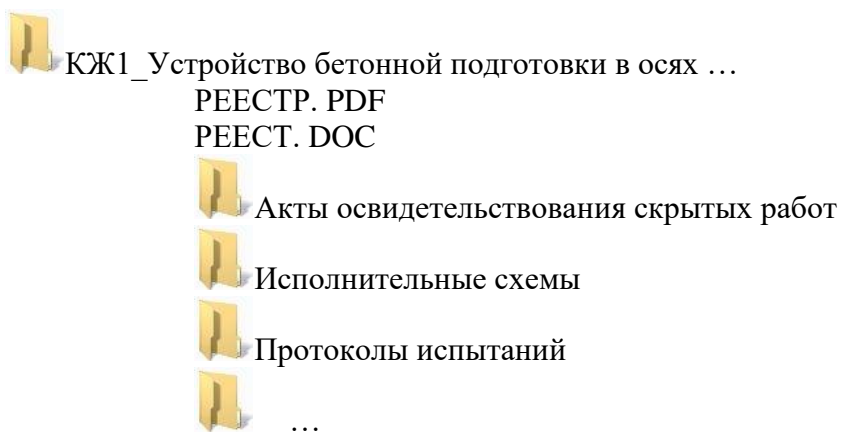 КЖ1_Устройство бетонной подготовки в осях …
РЕЕСТР. PDF
РЕЕСТ. DOC
Акты освидетельствования скрытых работ
Исполнительные схемы
Протоколы испытаний
…